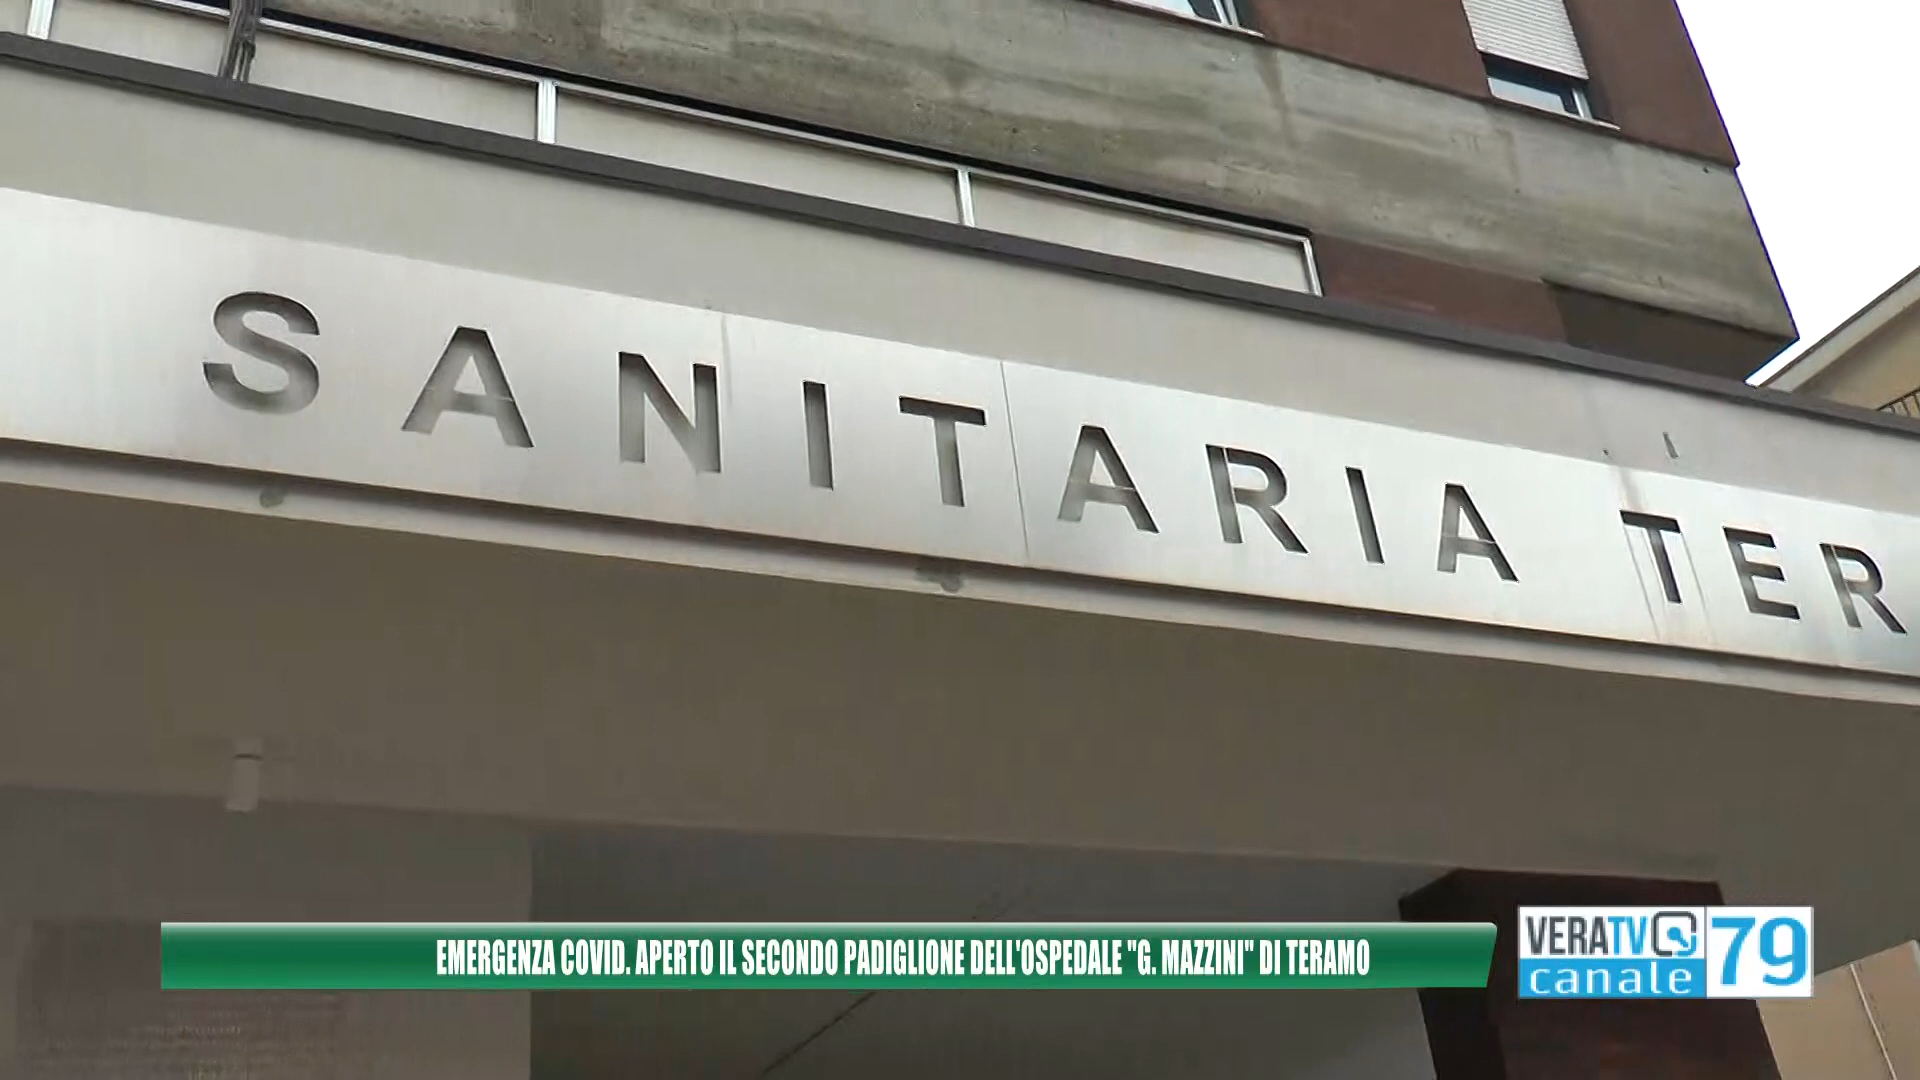 SANITARIA TER
EMERGENZA COVID. APERTO IL SECONDO PADIGLIONE DELL'OSPEDALE "G. MAZZINI" DI TERAMO
VERATV
canale 79